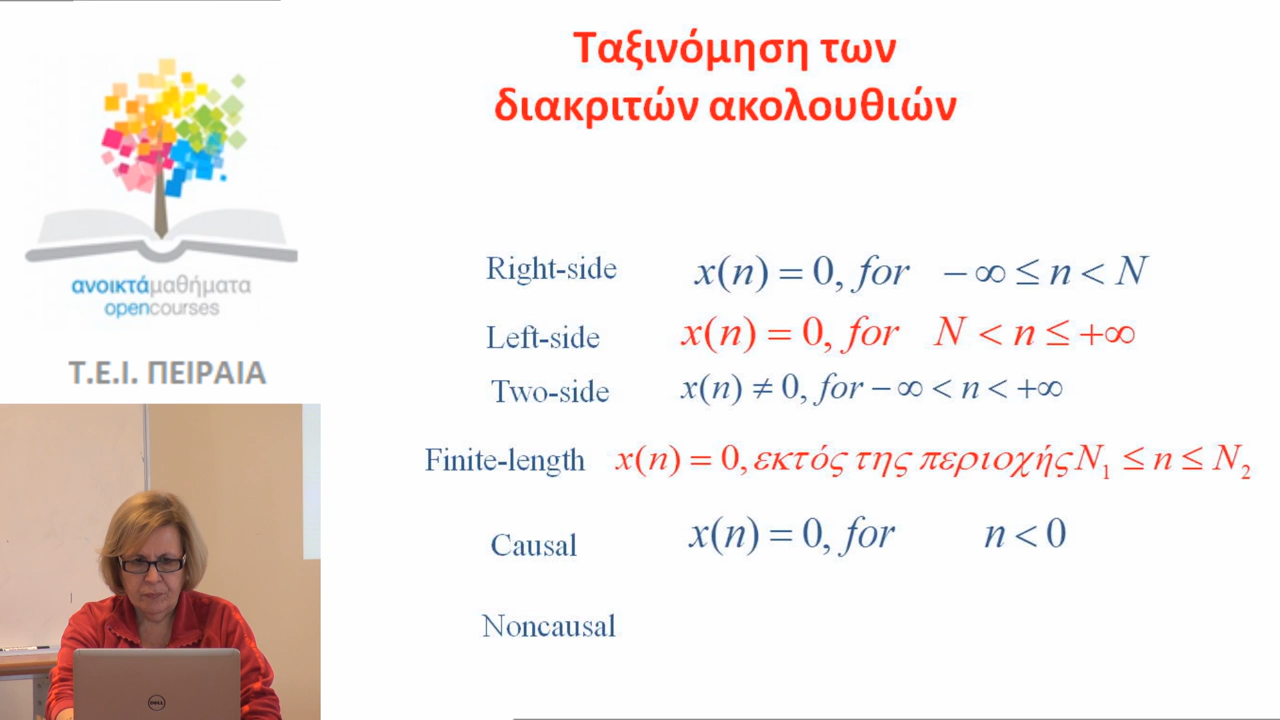 Ταξινόμηση των
διακριτών ακολουθιών
ανοικτάμαθήματα
opencourses
Τ.Ε.Ι. ΠΕΙΡΑΙΑ
Right-side x(n) = 0, for − ∞ ≤ n < N
Left-side x(n) = 0, for N < n ≤ +∞
Two-side x(n) ≠ 0, for − ∞ < n < +∞
Finite-length x(n) = 0, εκτός της περιοχής N₁ ≤ n ≤ N₂
Causal x(n) = 0, for n < 0
Noncausal
DELL